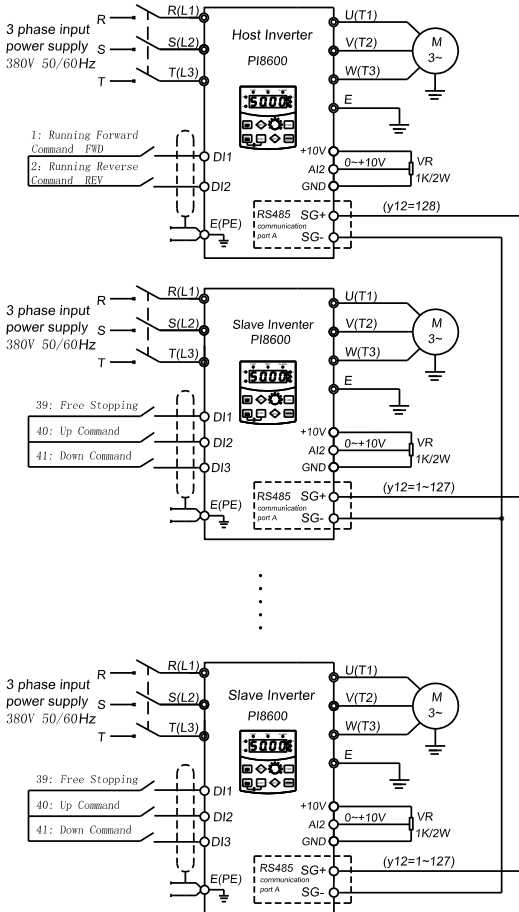 3 phase input
power supply
380V 50/60Hz
R
S
T
R(L1)
S(L2)
T(L3)
Host Inverter
PI8600
5000
U(T1)
V(T2)
W(T3)
M
3~
E
1: Running Forward
Command FWD
2: Running Reverse
Command REV
DI1
DI2
E(PE)
+10V
AI2
GND
0~+10V
VR
1K/2W
RS485
communication
port A
SG+
SG-
(y12=128)
3 phase input
power supply
380V 50/60Hz
R
S
T
R(L1)
S(L2)
T(L3)
Slave Inverter
PI8600
5000
U(T1)
V(T2)
W(T3)
M
3~
E
39: Free Stopping
40: Up Command
41: Down Command
DI1
DI2
DI3
E(PE)
+10V
AI2
GND
0~+10V
VR
1K/2W
RS485
communication
port A
SG+
SG-
(y12=1~127)
3 phase input
power supply
380V 50/60Hz
R
S
T
R(L1)
S(L2)
T(L3)
Slave Inverter
PI8600
5000
U(T1)
V(T2)
W(T3)
M
3~
E
39: Free Stopping
40: Up Command
41: Down Command
DI1
DI2
DI3
E(PE)
+10V
AI2
GND
0~+10V
VR
1K/2W
RS485
communication
port A
SG+
SG-
(y12=1~127)